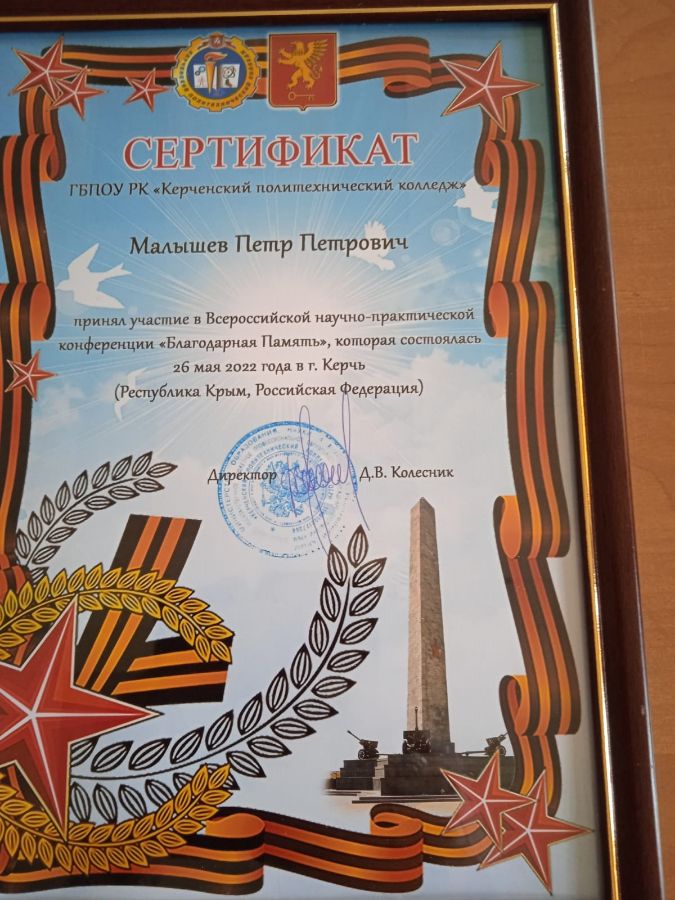 СЕРТИФИКАТ
ГБПОУ РК «Керченский политехнический колледж»
Малышев Петр Петрович
принял участие в Всероссийской научно-практической
конференции «Благодарная Память», которая состоялась
26 мая 2022 года в г. Керчь
(Республика Крым, Российская Федерация)
Директор Д.В. Колесник